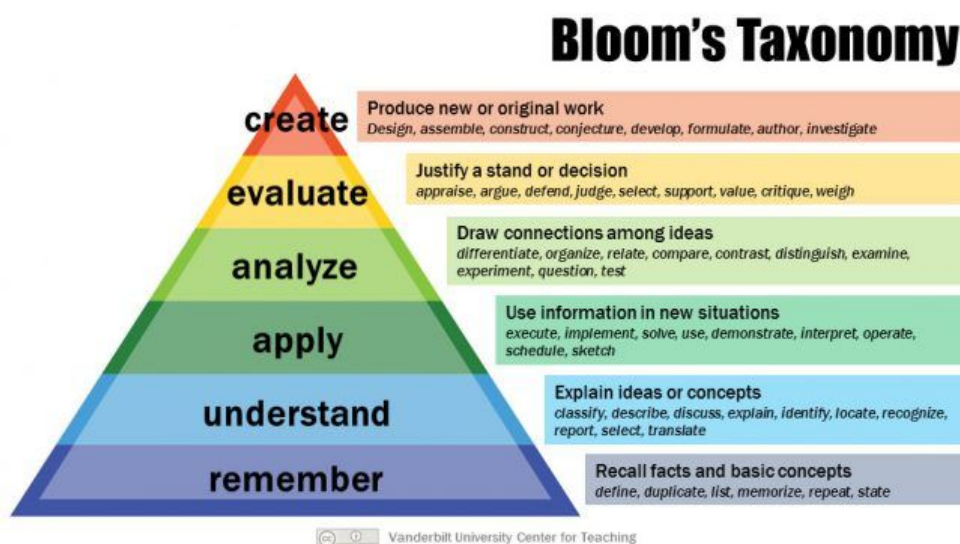 Bloom's Taxonomy
create
Produce new or original work
Design, assemble, construct, conjecture, develop, formulate, author, investigate
evaluate
Justify a stand or decision
appraise, argue, defend, judge, select, support, value, critique, weigh
analyze
Draw connections among ideas
differentiate, organize, relate, compare, contrast, distinguish, examine,
experiment, question, test
apply
Use information in new situations
execute, implement, solve, use, demonstrate, interpret, operate,
schedule, sketch
understand
Explain ideas or concepts
classify, describe, discuss, explain, identify, locate, recognize,
report, select, translate
remember
Recall facts and basic concepts
define, duplicate, list, memorize, repeat, state
cc
Vanderbilt University Center for Teaching